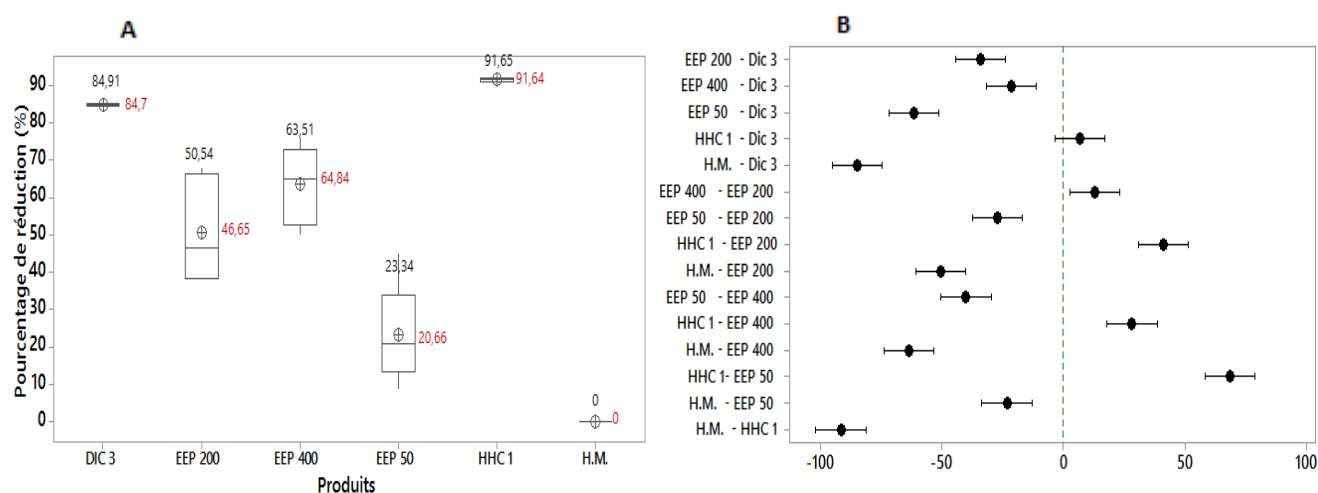 A
Pourcentage de réduction (%)
90
80
70
60
50
40
30
20
10
0
84,91
84,7
50,54
46,65
63,51
64,84
23,34
20,66
91,65
91,64
0
0
DIC 3
EEP 200
EEP 400
EEP 50
HHC 1
H.M.
Produits
B
EEP 200 - Dic 3
EEP 400 - Dic 3
EEP 50 - Dic 3
HHC 1 - Dic 3
H.M. - Dic 3
EEP 400 - EEP 200
EEP 50 - EEP 200
HHC 1 - EEP 200
H.M. - EEP 200
EEP 50 - EEP 400
HHC 1 - EEP 400
H.M. - EEP 400
HHC 1- EEP 50
H.M. - EEP 50
H.M. - HHC 1
-100
-50
0
50
100